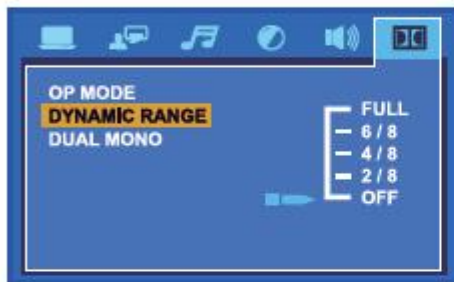 OP MODE
DYNAMIC RANGE
DUAL MONO
FULL
6 / 8
4 / 8
2 / 8
OFF